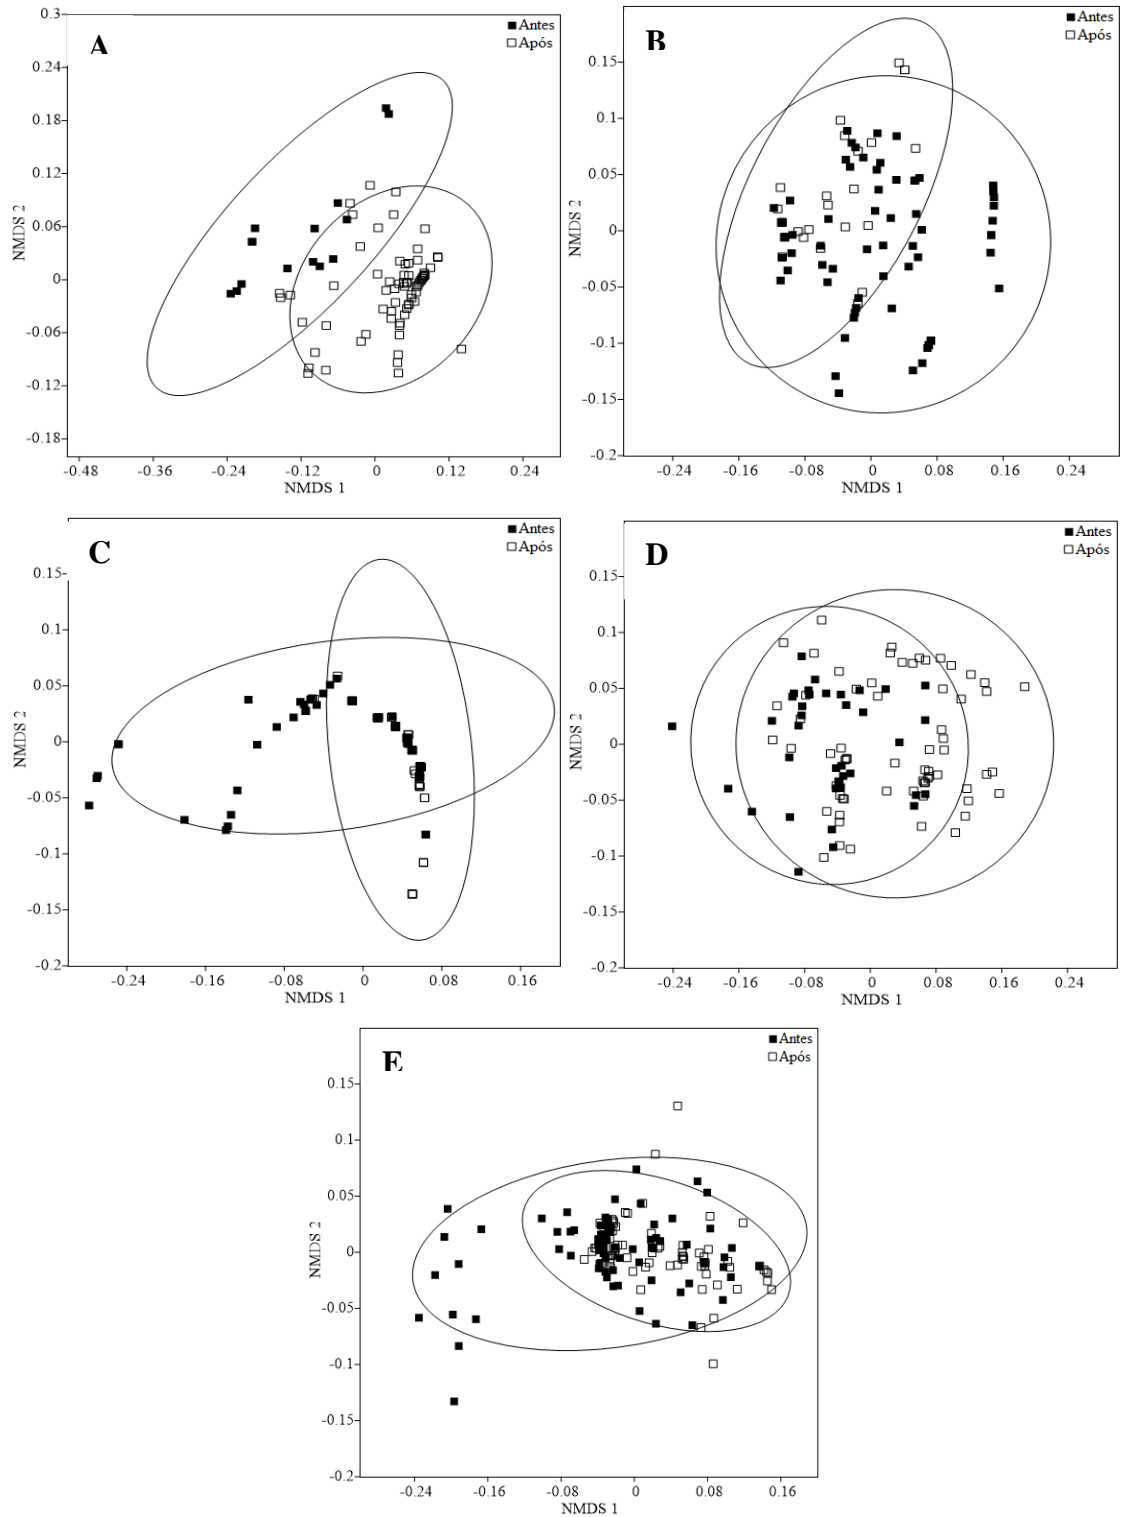 A
Antes
Após
0.3
0.24
0.18
0.12
0.06
0
-0.06
-0.12
-0.18
NMDS 2
-0.48 -0.36 -0.24 -0.12 0 0.12 0.24
NMDS 1
B
Antes
Após
0.15
0.1
0.05
0
-0.05
-0.1
-0.15
-0.2
NMDS 2
-0.24 -0.16 -0.08 0 0.08 0.16 0.24
NMDS 1
C
Antes
Após
0.15
0.1
0.05
0
-0.05
-0.1
-0.15
-0.2
NMDS 2
-0.24 -0.16 -0.08 0 0.08 0.16
NMDS 1
D
Antes
Após
0.15
0.1
0.05
0
-0.05
-0.1
-0.15
-0.2
NMDS 2
-0.24 -0.16 -0.08 0 0.08 0.16 0.24
NMDS 1
E
Antes
Após
0.15
0.1
0.05
0
-0.05
-0.1
-0.15
-0.2
NMDS 2
-0.24 -0.16 -0.08 0 0.08 0.16
NMDS 1